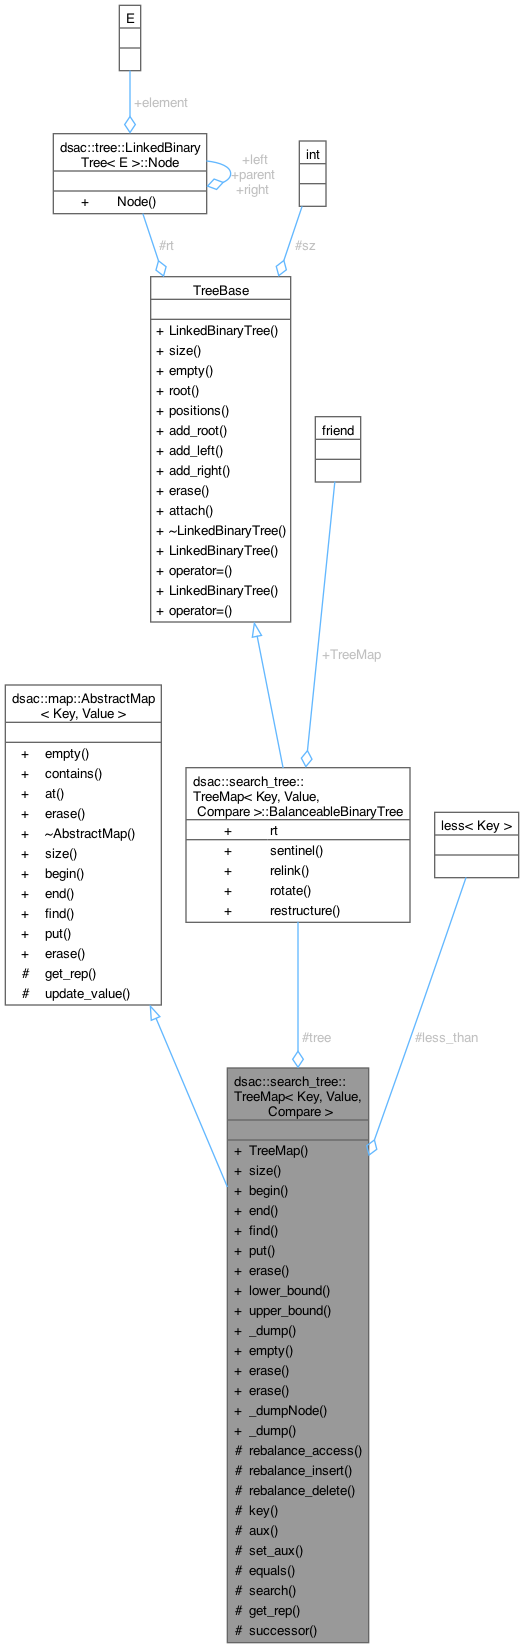 E
+element
dsac::tree::LinkedBinary
Tree< E >::Node
+ Node()
+left
+parent
+right
int
#rt
#sz
TreeBase
+ LinkedBinaryTree()
+ size()
+ empty()
+ root()
+ positions()
+ add_root()
+ add_left()
+ add_right()
+ erase()
+ attach()
+ ~LinkedBinaryTree()
+ LinkedBinaryTree()
+ operator=()
+ LinkedBinaryTree()
+ operator=()
friend
+TreeMap
dsac::map::AbstractMap
< Key, Value >
+ empty()
+ contains()
+ at()
+ erase()
+ ~AbstractMap()
+ size()
+ begin()
+ end()
+ find()
+ put()
+ erase()
# get_rep()
# update_value()
dsac::search_tree::
TreeMap< Key, Value,
Compare >::BalanceableBinaryTree
+ rt
+ sentinel()
+ relink()
+ rotate()
+ restructure()
less< Key >
#tree
#less_than
dsac::search_tree::
TreeMap< Key, Value,
Compare >
+ TreeMap()
+ size()
+ begin()
+ end()
+ find()
+ put()
+ erase()
+ lower_bound()
+ upper_bound()
+ _dump()
+ empty()
+ erase()
+ erase()
+ _dumpNode()
+ _dump()
# rebalance_access()
# rebalance_insert()
# rebalance_delete()
# key()
# aux()
# set_aux()
# equals()
# search()
# get_rep()
# successor()